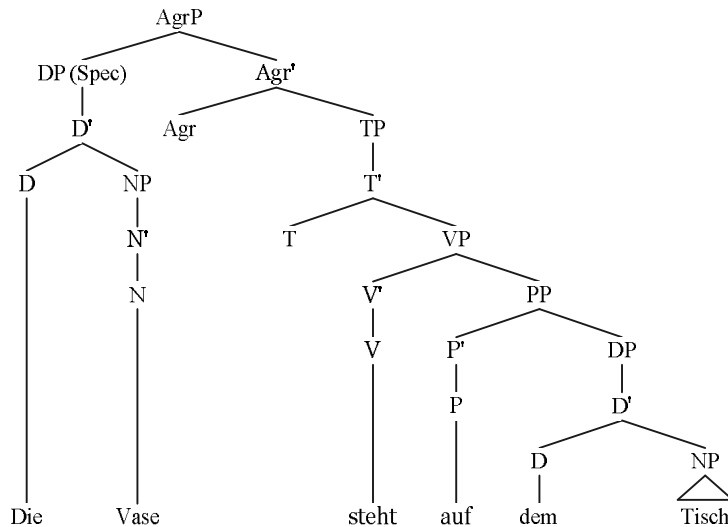 AgrP
DP (Spec) Agr'
D' Agr TP
D NP T'
N' T VP
N V' PP
V P' DP
P D'
D NP
Die Vase steht auf dem Tisch